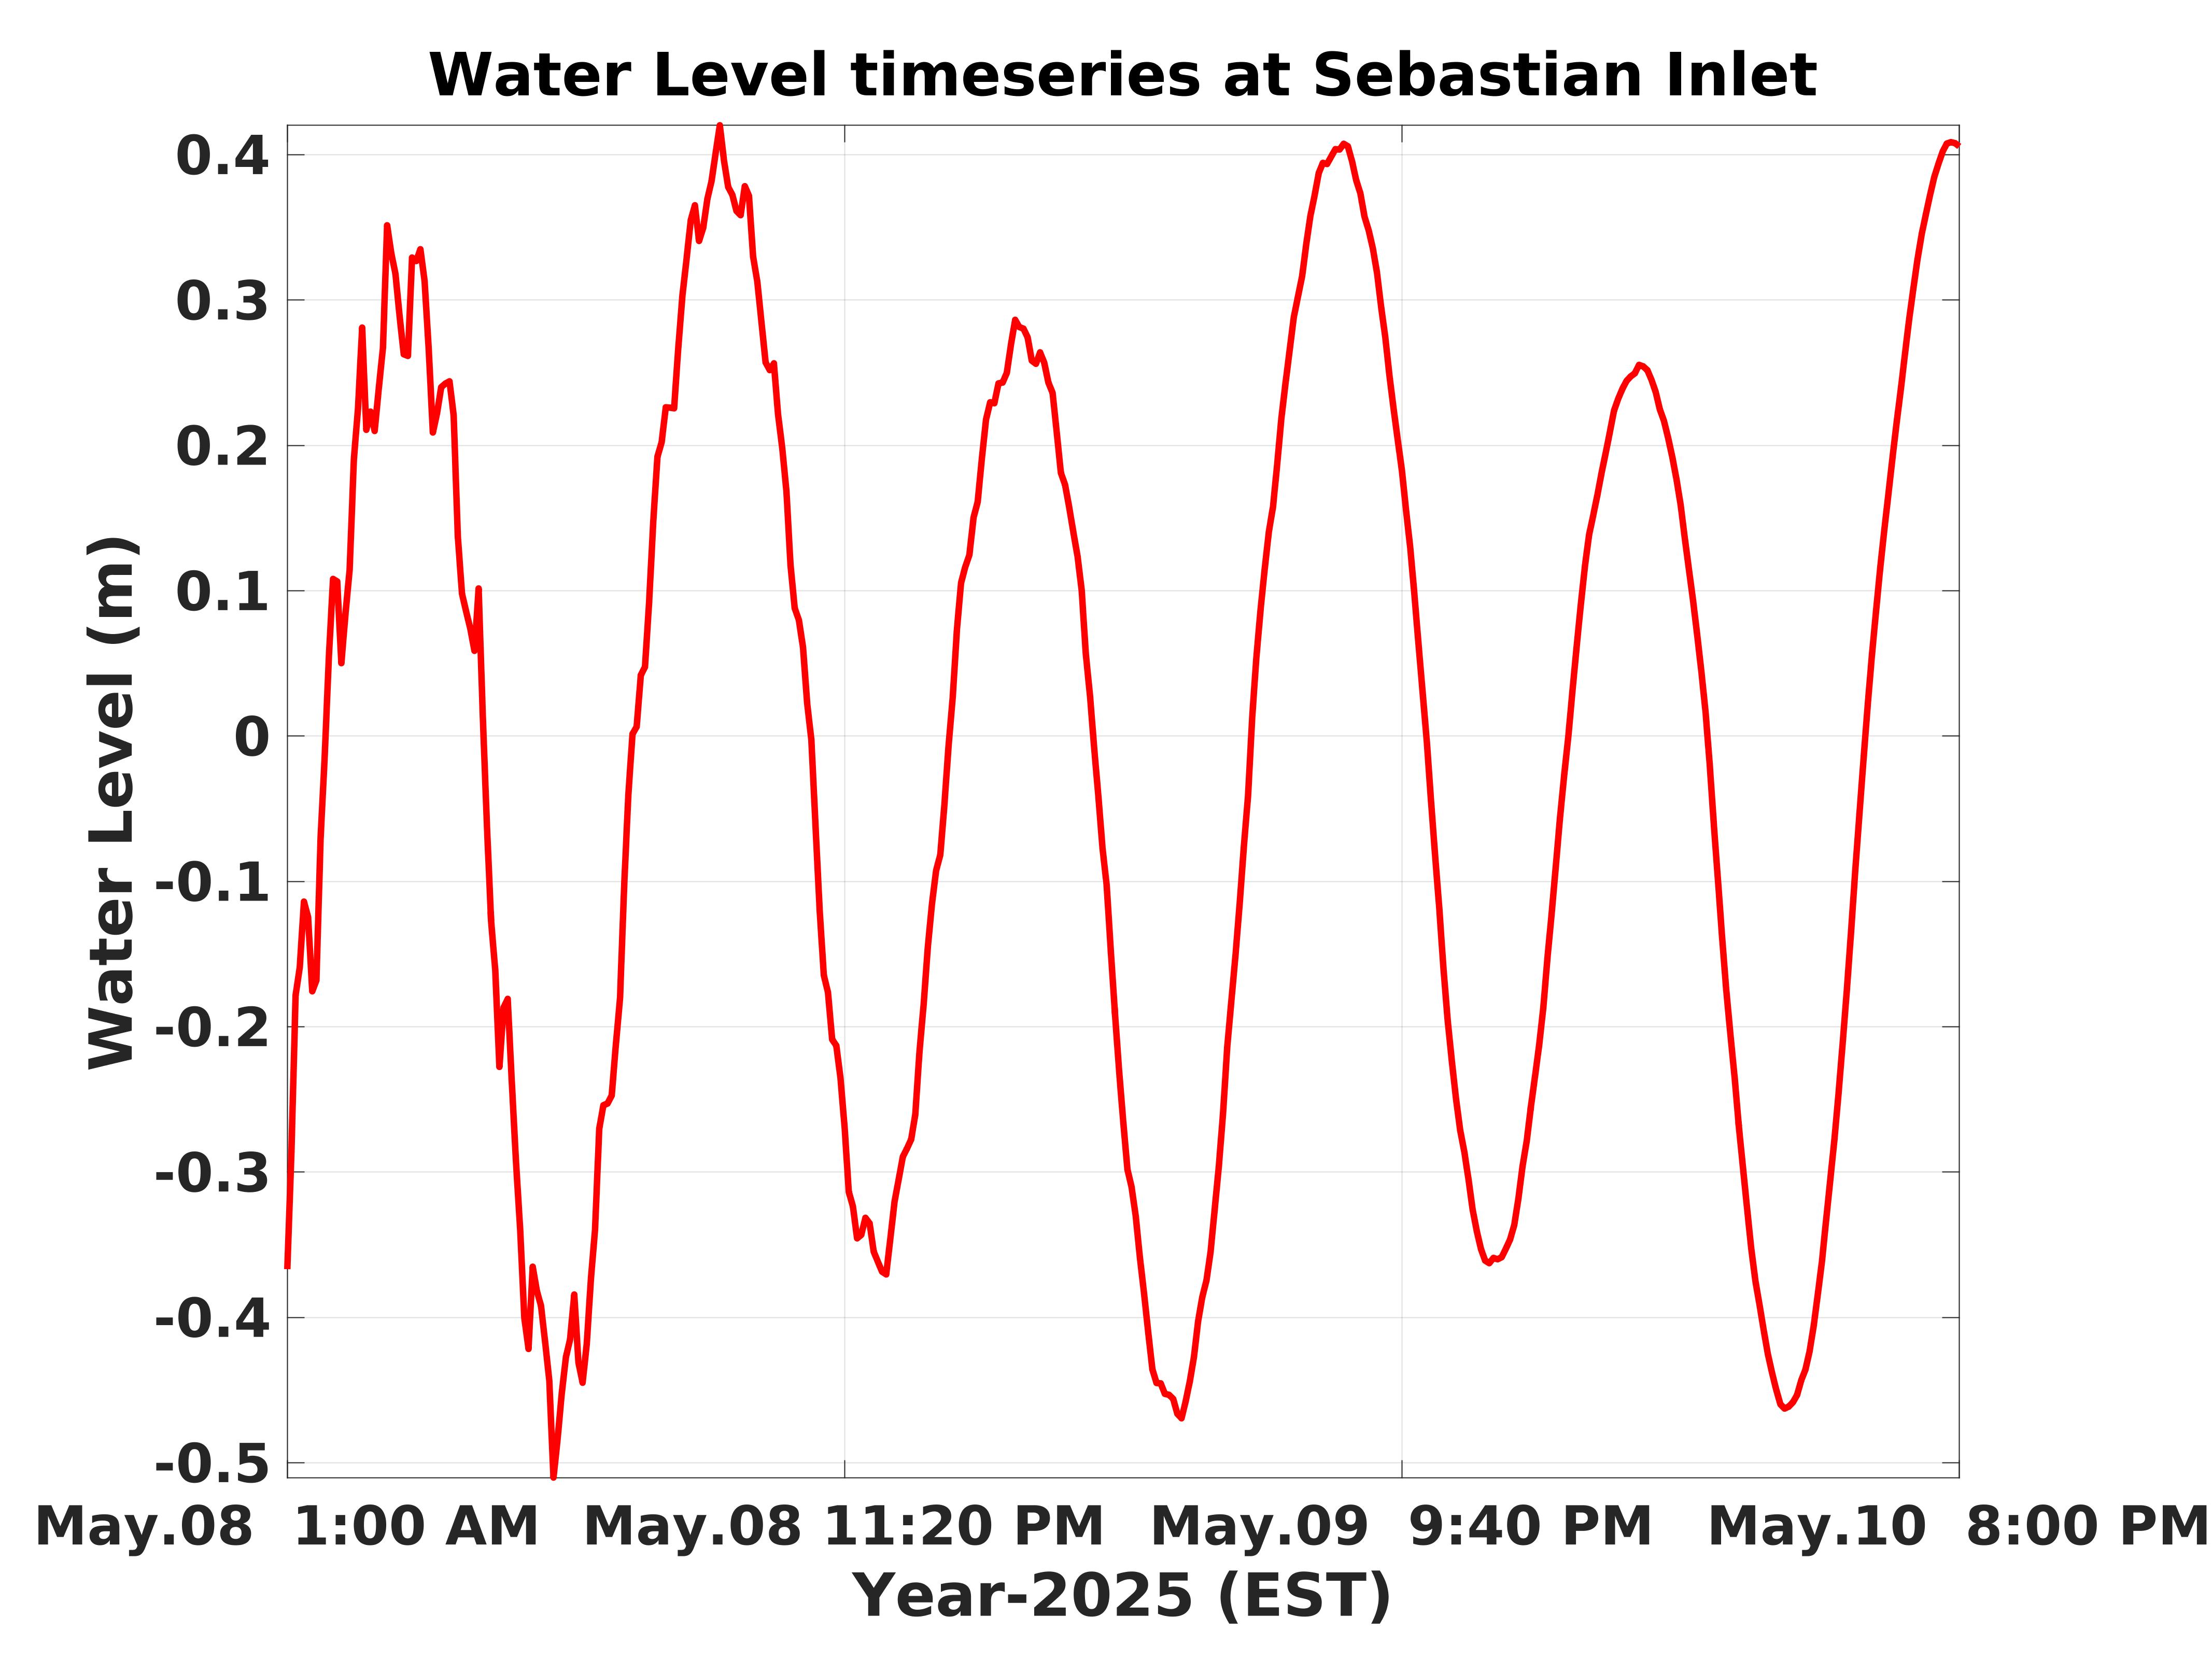 Water Level timeseries at Sebastian Inlet
Water Level (m)
0.4
0.3
0.2
0.1
0
-0.1
-0.2
-0.3
-0.4
-0.5
May.08 1:00 AM May.08 11:20 PM May.09 9:40 PM May.10 8:00 PM
Year-2025 (EST)